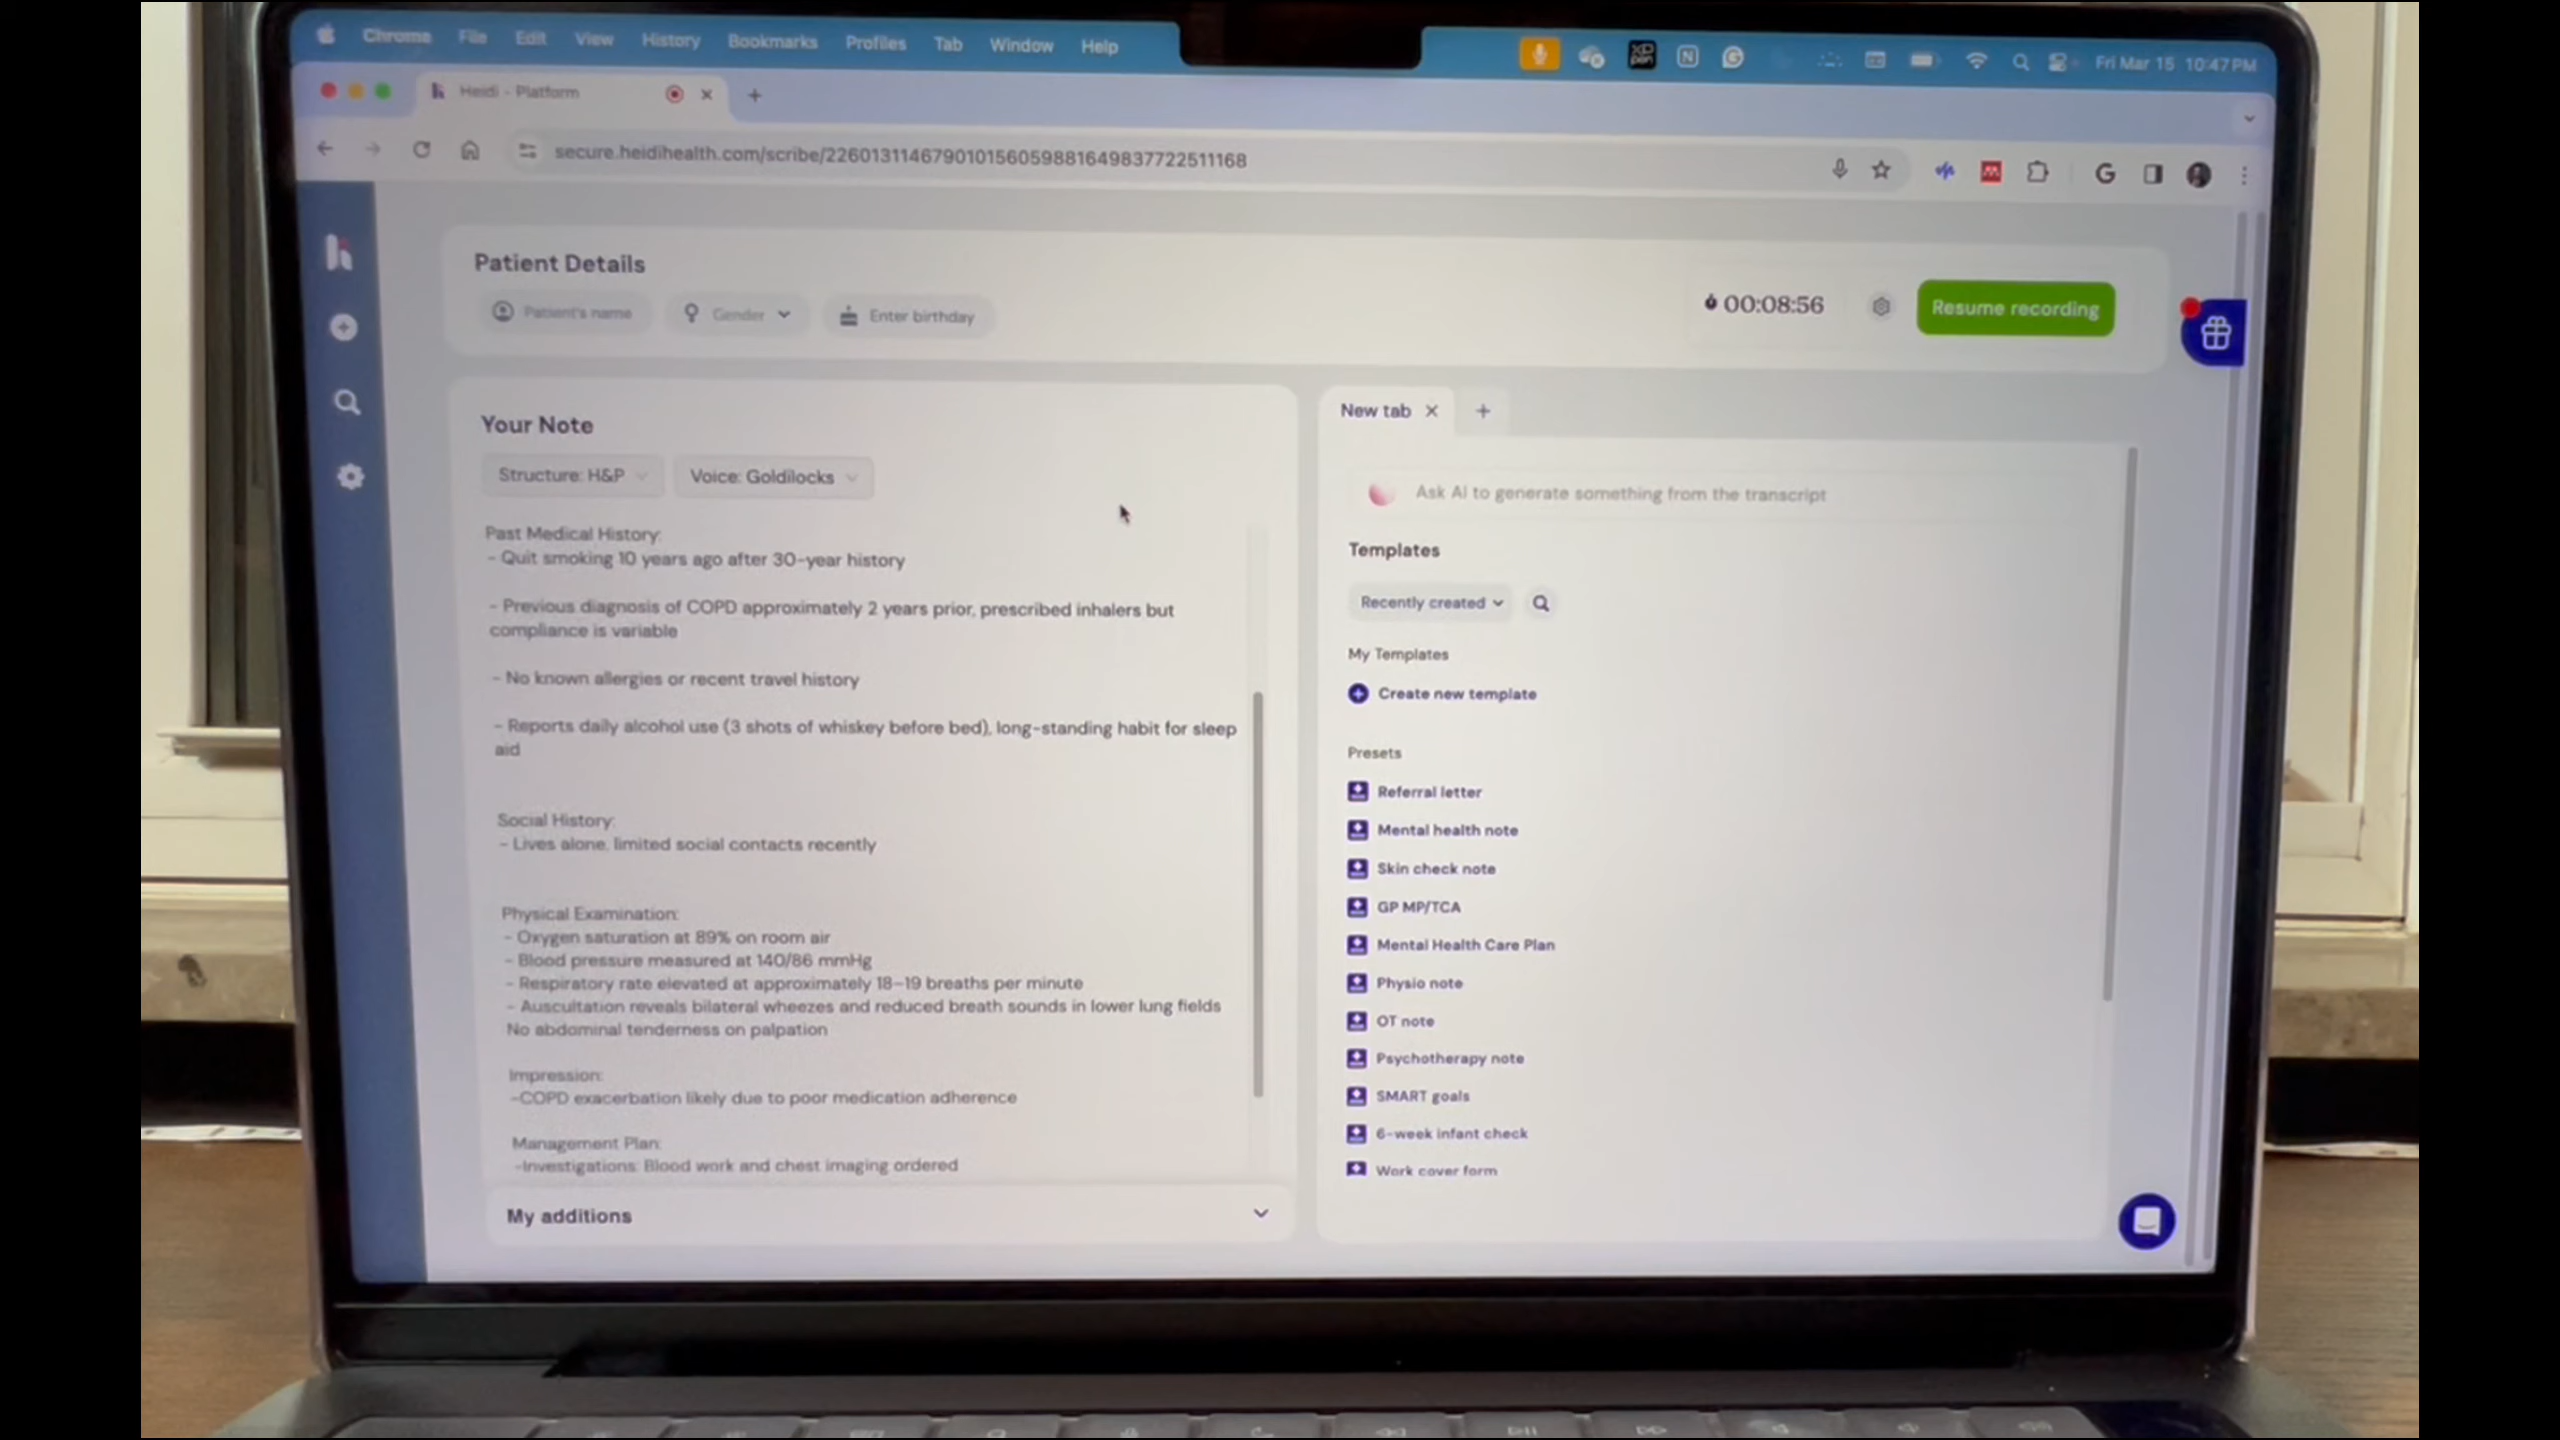 Chrome File Edit View History Bookmarks Profiles Tab Window Help
XP pen
N
Fri Mar 15 10:47 PM
Heidi - Platform
secure.heidihealth.com/scribe/226013114679010156059881649837722511168
G
Patient Details
Patient's name
Gender
Enter birthday
00:08:56
Resume recording
Your Note
Structure: H&P
Voice: Goldilocks
Past Medical History:
- Quit smoking 10 years ago after 30-year history
- Previous diagnosis of COPD approximately 2 years prior, prescribed inhalers but
compliance is variable
- No known allergies or recent travel history
- Reports daily alcohol use (3 shots of whiskey before bed), long-standing habit for sleep
aid
Social History:
- Lives alone, limited social contacts recently
Physical Examination:
- Oxygen saturation at 89% on room air
- Blood pressure measured at 140/86 mmHg
- Respiratory rate elevated at approximately 18-19 breaths per minute
- Auscultation reveals bilateral wheezes and reduced breath sounds in lower lung fields
No abdominal tenderness on palpation
Impression:
-COPD exacerbation likely due to poor medication adherence
Management Plan:
-Investigations: Blood work and chest imaging ordered
My additions
New tab
Ask AI to generate something from the transcript
Templates
Recently created
My Templates
Create new template
Presets
Referral letter
Mental health note
Skin check note
GP MP/TCA
Mental Health Care Plan
Physio note
OT note
Psychotherapy note
SMART goals
6-week infant check
Work cover form